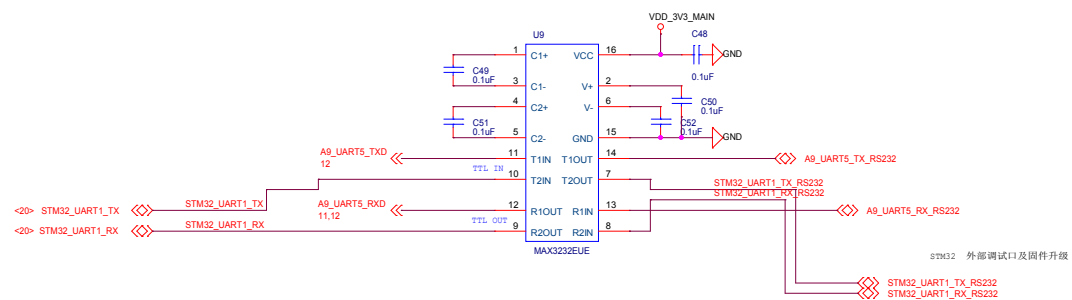 VDD_3V3_MAIN
U9
C48
1 C1+ VCC 16
GND
C49
0.1uF
0.1uF
3 C1- V+ 2
4 C2+ V- 6
C50
0.1uF
C51
0.1uF
C52
0.1uF
5 C2- GND 15
GND
A9_UART5_TXD
12
11 T1IN T1OUT 14
A9_UART5_TX_RS232
TTL IN
10 T2IN T2OUT 7
STM32_UART1_TX_RS232
STM32_UART1_RX_RS232
A9_UART5_RXD
11,12
<20> STM32_UART1_TX
STM32_UART1_TX
12 R1OUT R1IN 13
A9_UART5_RX_RS232
TTL OUT
<20> STM32_UART1_RX
STM32_UART1_RX
9 R2OUT R2IN 8
MAX3232EUE
STM32 外部调试口及固件升级
STM32_UART1_TX_RS232
STM32_UART1_RX_RS232